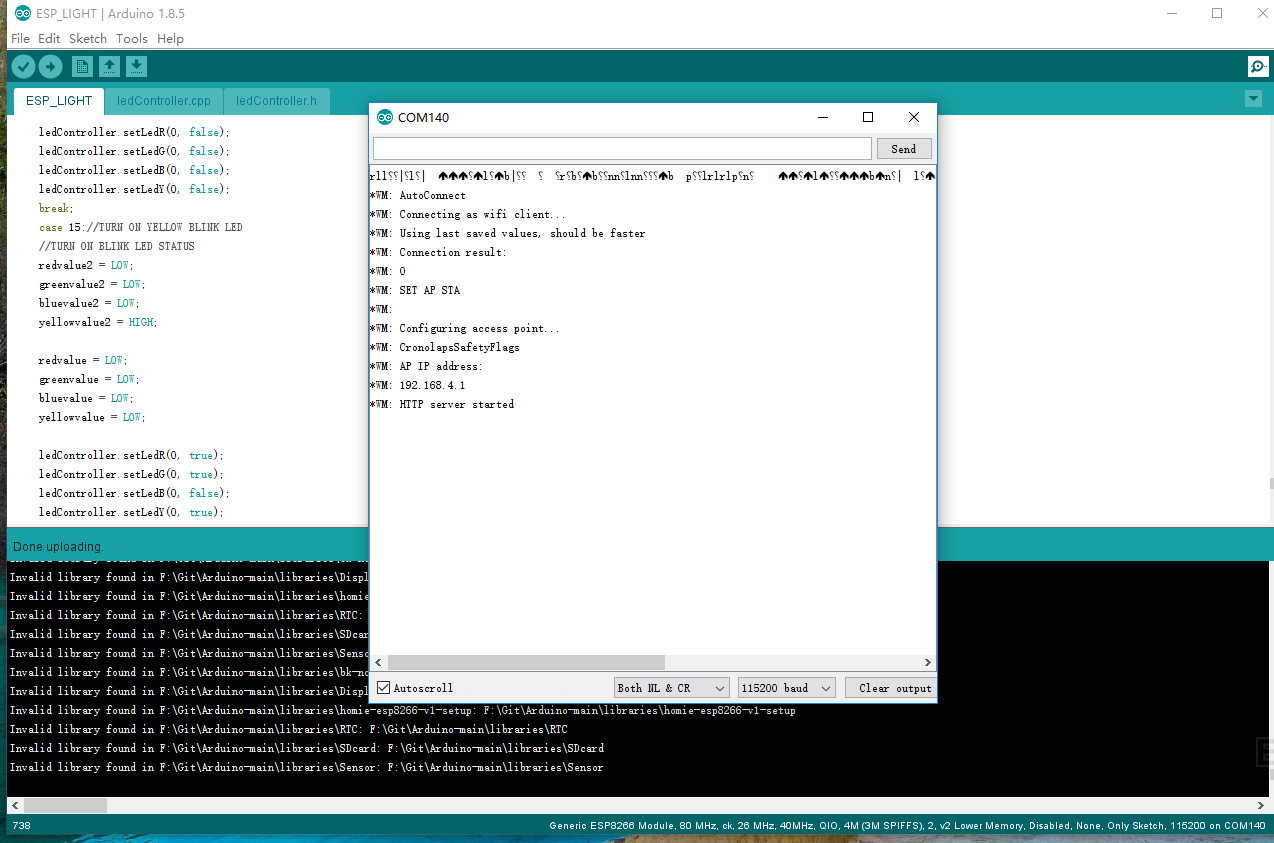 ESP_LIGHT | Arduino 1.8.5
File Edit Sketch Tools Help
ESP_LIGHT ledController.cpp ledController.h
ledController.setLedR(0, false);
ledController.setLedG(0, false);
ledController.setLedB(0, false);
ledController.setLedY(0, false);
break;
case 15://TURN ON YELLOW BLINK LED
//TURN ON BLINK LED STATUS
redvalue2 = LOW;
greenvalue2 = LOW;
bluevalue2 = LOW;
yellowvalue2 = HIGH;
redvalue = LOW;
greenvalue = LOW;
bluevalue = LOW;
yellowvalue = LOW;
ledController.setLedR(0, true);
ledController.setLedG(0, true);
ledController.setLedB(0, false);
ledController.setLedY(0, true);
COM140
Send
*WM: AutoConnect
*WM: Connecting as wifi client...
*WM: Using last saved values, should be faster
*WM: Connection result:
*WM: 0
*WM: SET AP STA
*WM:
*WM: Configuring access point...
*WM: CronolapsSafetyFlags
*WM: AP IP address:
*WM: 192.168.4.1
*WM: HTTP server started
Autoscroll Both NL & CR 115200 baud Clear output
Done uploading.
Invalid library found in F:\Git\Arduino-main\libraries\Displ
Invalid library found in F:\Git\Arduino-main\libraries\homie
Invalid library found in F:\Git\Arduino-main\libraries\RTC:
Invalid library found in F:\Git\Arduino-main\libraries\SDcar
Invalid library found in F:\Git\Arduino-main\libraries\Senso
Invalid library found in F:\Git\Arduino-main\libraries\bk-no
Invalid library found in F:\Git\Arduino-main\libraries\Displ
Invalid library found in F:\Git\Arduino-main\libraries\homie-esp8266-v1-setup: F:\Git\Arduino-main\libraries\homie-esp8266-v1-setup
Invalid library found in F:\Git\Arduino-main\libraries\RTC: F:\Git\Arduino-main\libraries\RTC
Invalid library found in F:\Git\Arduino-main\libraries\SDcard: F:\Git\Arduino-main\libraries\SDcard
Invalid library found in F:\Git\Arduino-main\libraries\Sensor: F:\Git\Arduino-main\libraries\Sensor
738
Generic ESP8266 Module, 80 MHz, ck, 26 MHz, 40MHz, QIO, 4M (3M SPIFFS), 2, v2 Lower Memory, Disabled, None, Only Sketch, 115200 on COM140